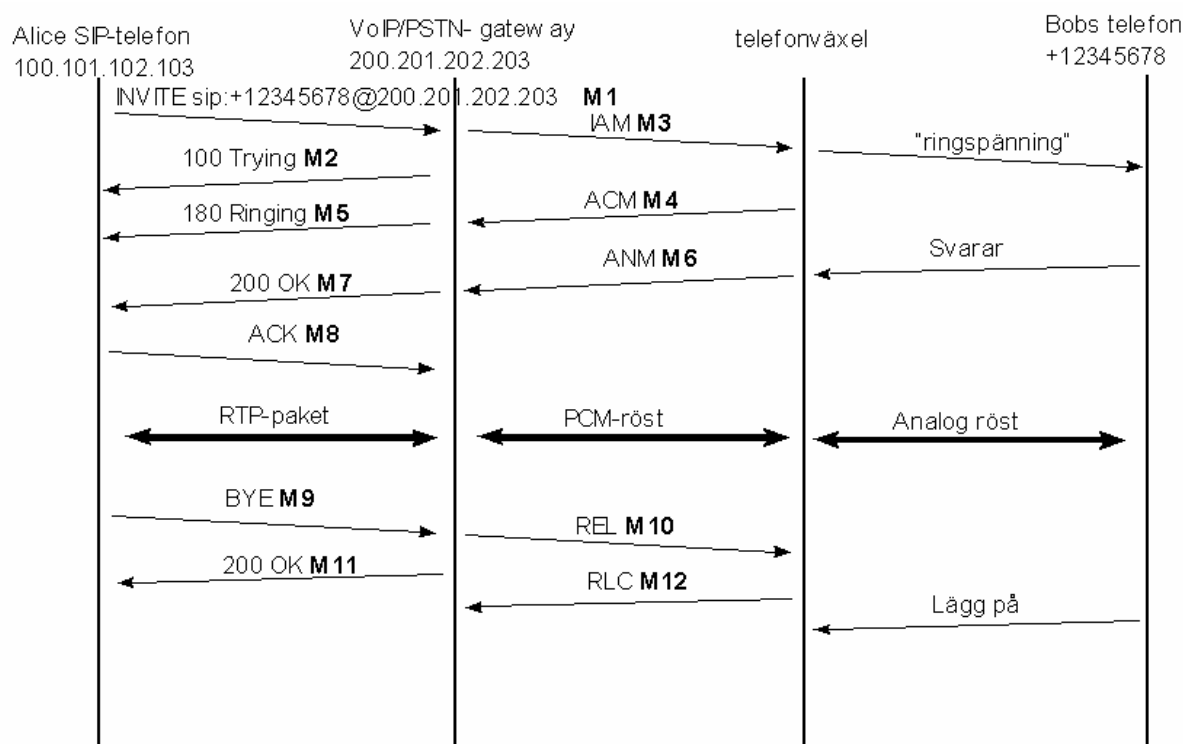 Alice SIP-telefon
100.101.102.103
VoIP/PSTN- gatew ay
200.201.202.203
telefonväxel
Bobs telefon
+12345678
INVITE sip:+12345678@200.201.202.203 M1
IAM M3
"ringspänning"
100 Trying M2
ACM M4
180 Ringing M5
ANM M6
Svarar
200 OK M7
ACK M8
RTP-paket
PCM-röst
Analog röst
BYE M9
REL M10
200 OK M11
RLC M12
Lägg på